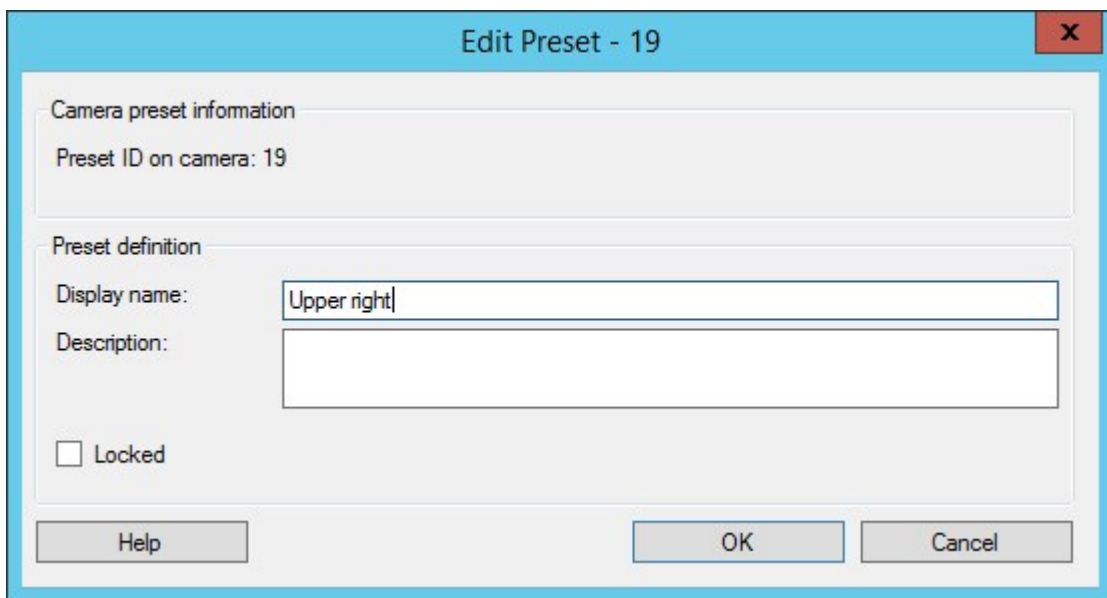 Edit Preset - 19
x
Camera preset information
Preset ID on camera: 19
Preset definition
Display name: Upper right
Description:
Locked
Help OK Cancel